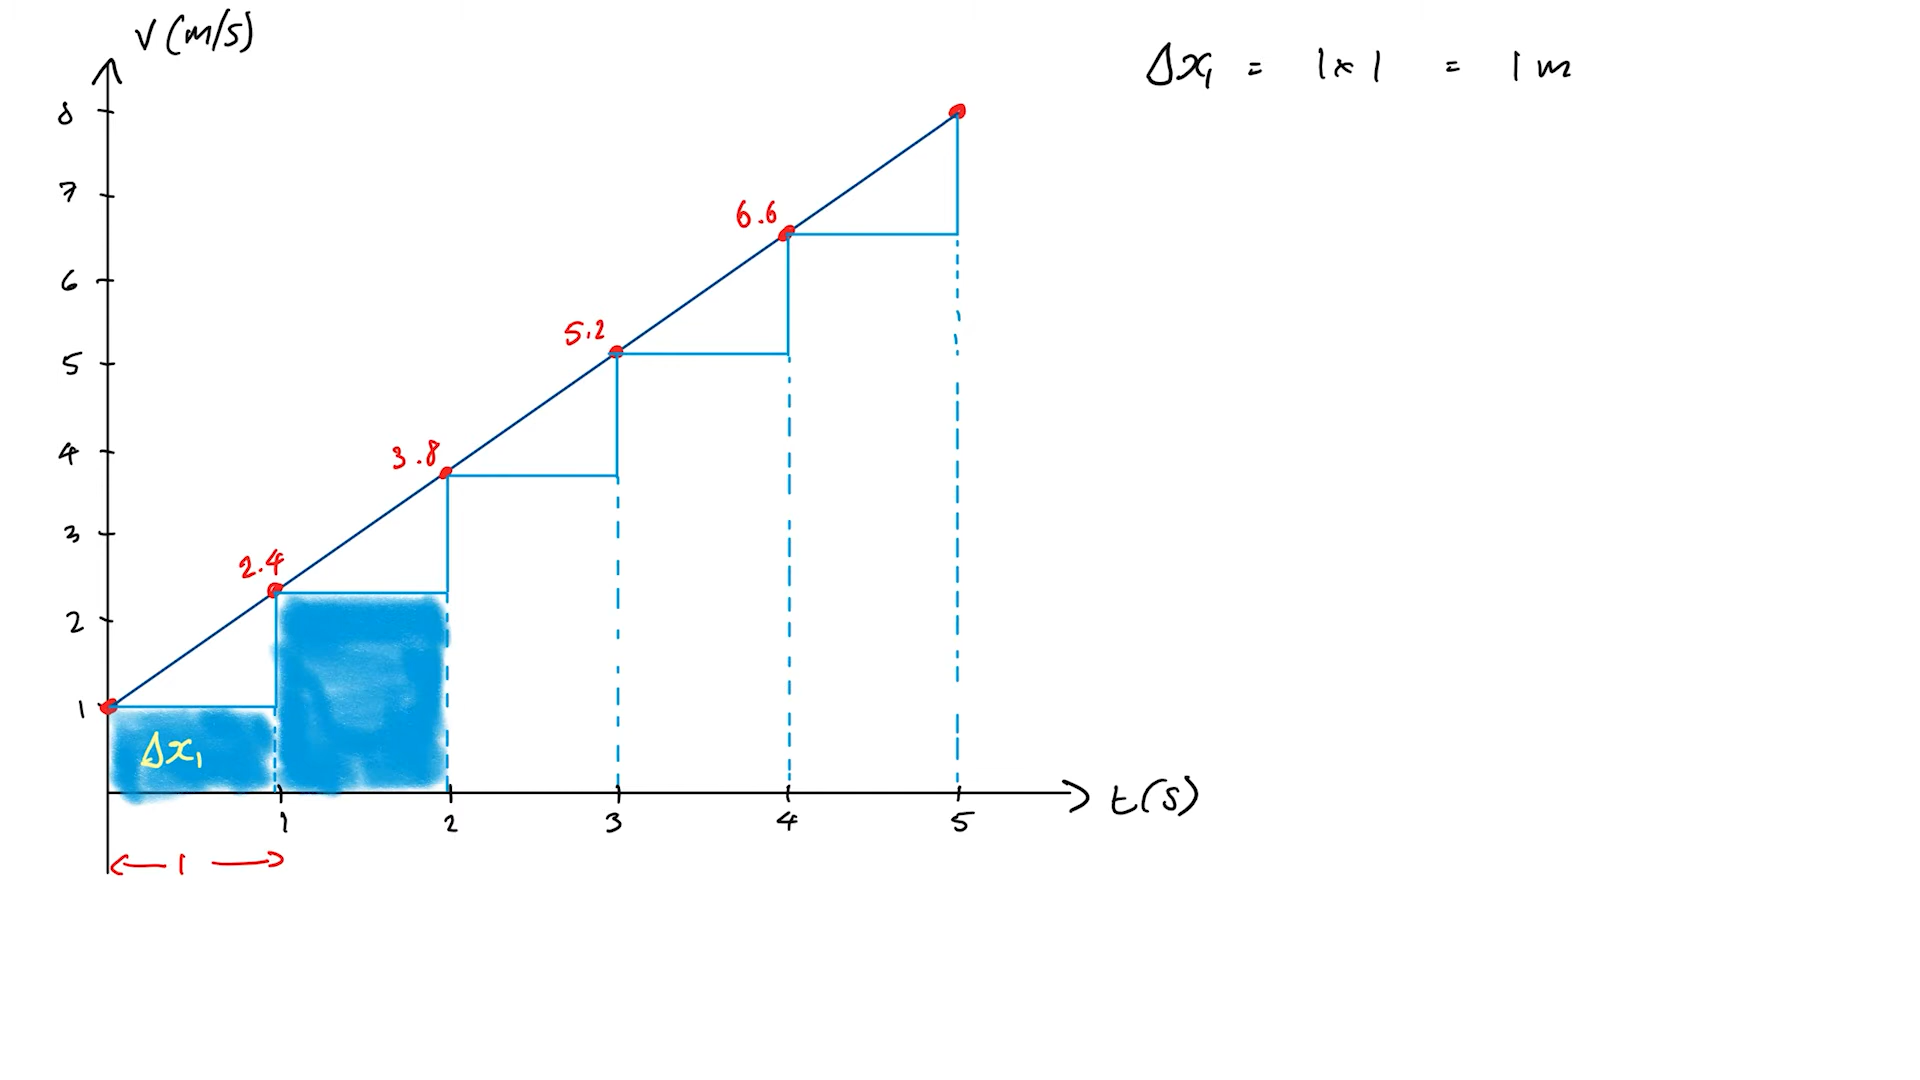 V (m/s)
Δx₁ = 1 × 1 = 1 m
8
7
6.6
6
5.2
5
4
3.8
3
2.4
2
1
Δx₁
t (s)
1 2 3 4 5
1